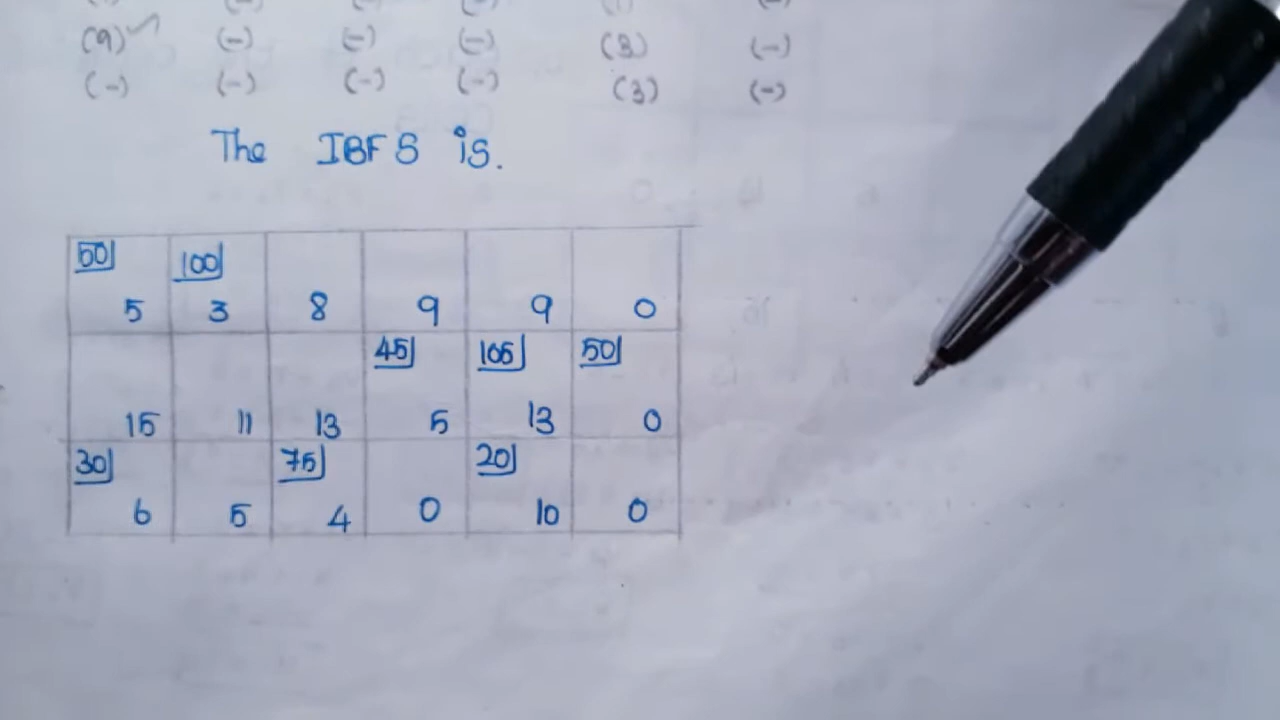 (9) ✓ (-) (-) (-) (3) (-)
(-) (-) (-) (-) (3) (-)
The IBFS is.
50 100
5 3 8 9 9 0
45 105 50
15 11 13 5 13 0
30 75 20
6 5 4 0 10 0